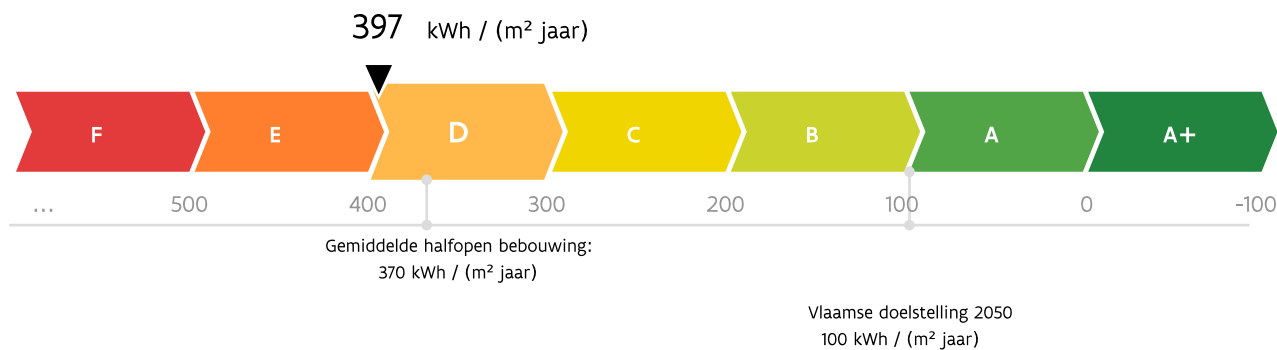 397 kWh / (m² jaar)
F E D C B A A+
... 500 400 300 200 100 0 -100
Gemiddelde halfopen bebouwing:
370 kWh / (m² jaar)
Vlaamse doelstelling 2050
100 kWh / (m² jaar)